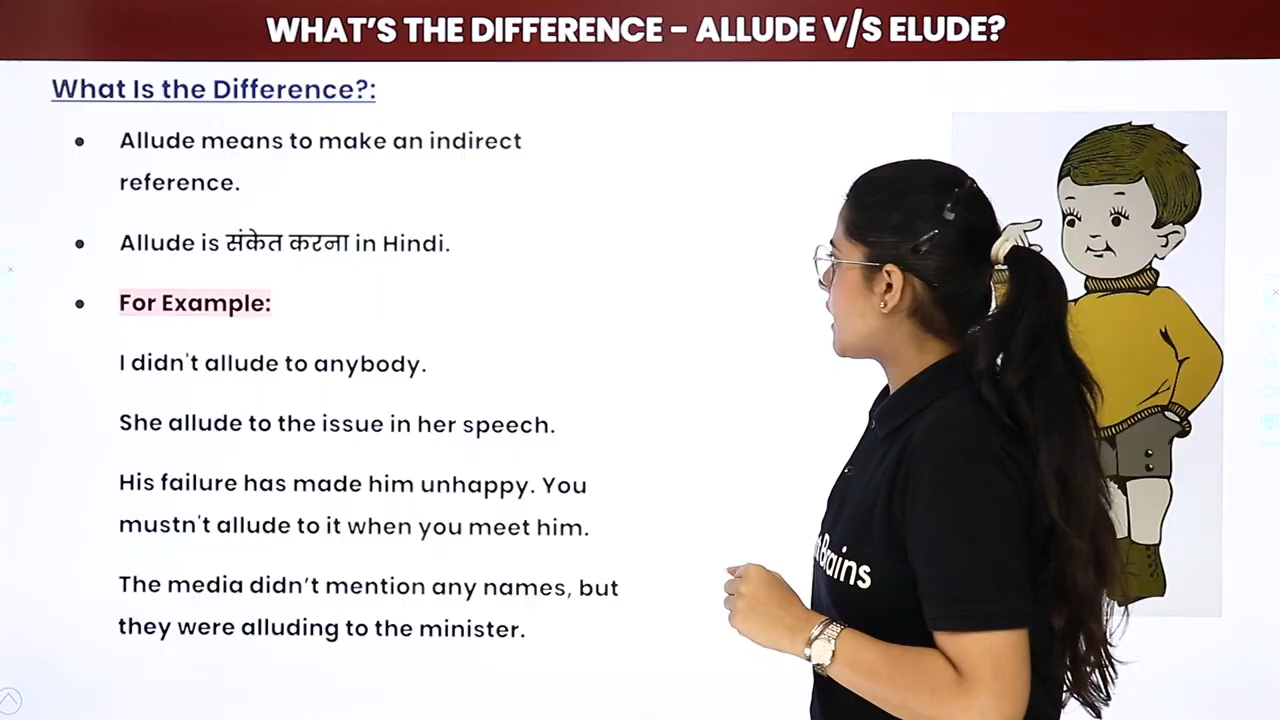 WHAT'S THE DIFFERENCE - ALLUDE V/S ELUDE?
What Is the Difference?:
• Allude means to make an indirect
reference.
• Allude is संकेत करना in Hindi.
• For Example:
I didn't allude to anybody.
She allude to the issue in her speech.
His failure has made him unhappy. You
mustn't allude to it when you meet him.
The media didn’t mention any names, but
they were alluding to the minister.
Brains